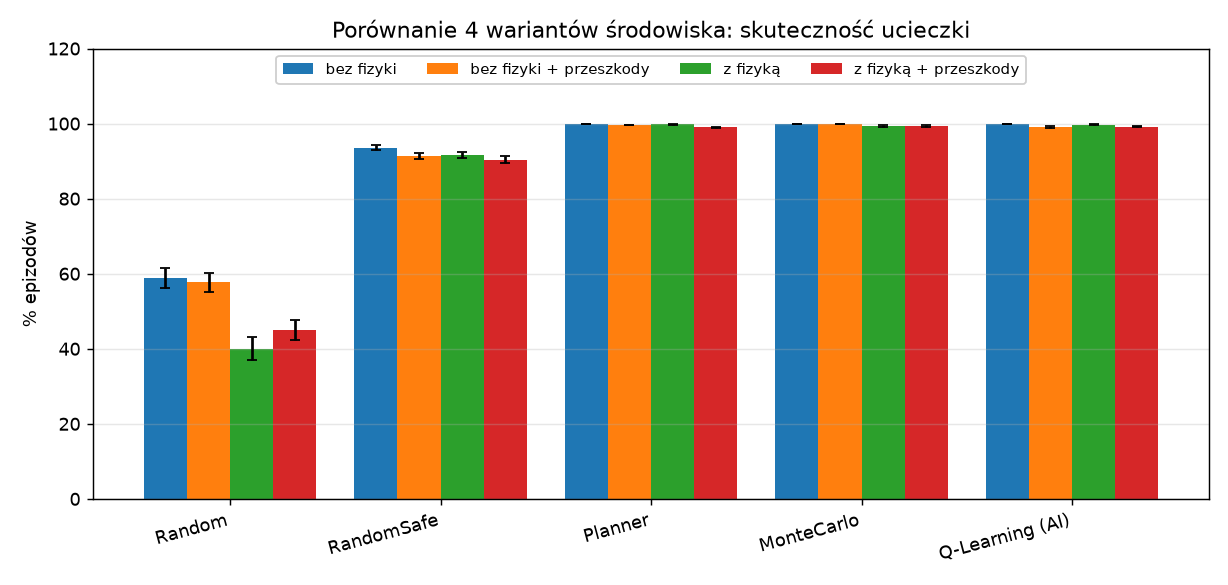 Porównanie 4 wariantów środowiska: skuteczność ucieczki
bez fizyki
bez fizyki + przeszkody
z fizyką
z fizyką + przeszkody
% epizodów
120
100
80
60
40
20
0
Random
RandomSafe
Planner
MonteCarlo
Q-Learning (AI)